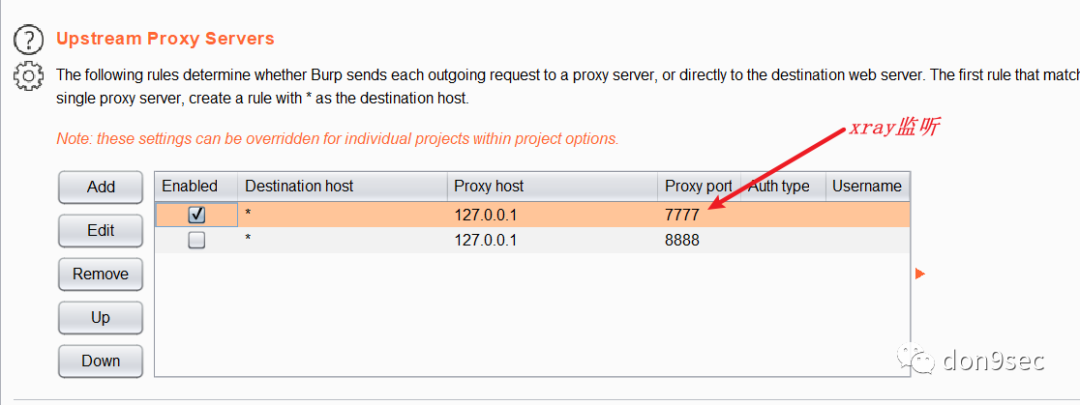 Upstream Proxy Servers
The following rules determine whether Burp sends each outgoing request to a proxy server, or directly to the destination web server. The first rule that match
single proxy server, create a rule with * as the destination host.
Note: these settings can be overridden for individual projects within project options.
xray监听
Add
Edit
Remove
Up
Down
Enabled Destination host Proxy host Proxy port Auth type Username
* 127.0.0.1 7777
* 127.0.0.1 8888
don9sec